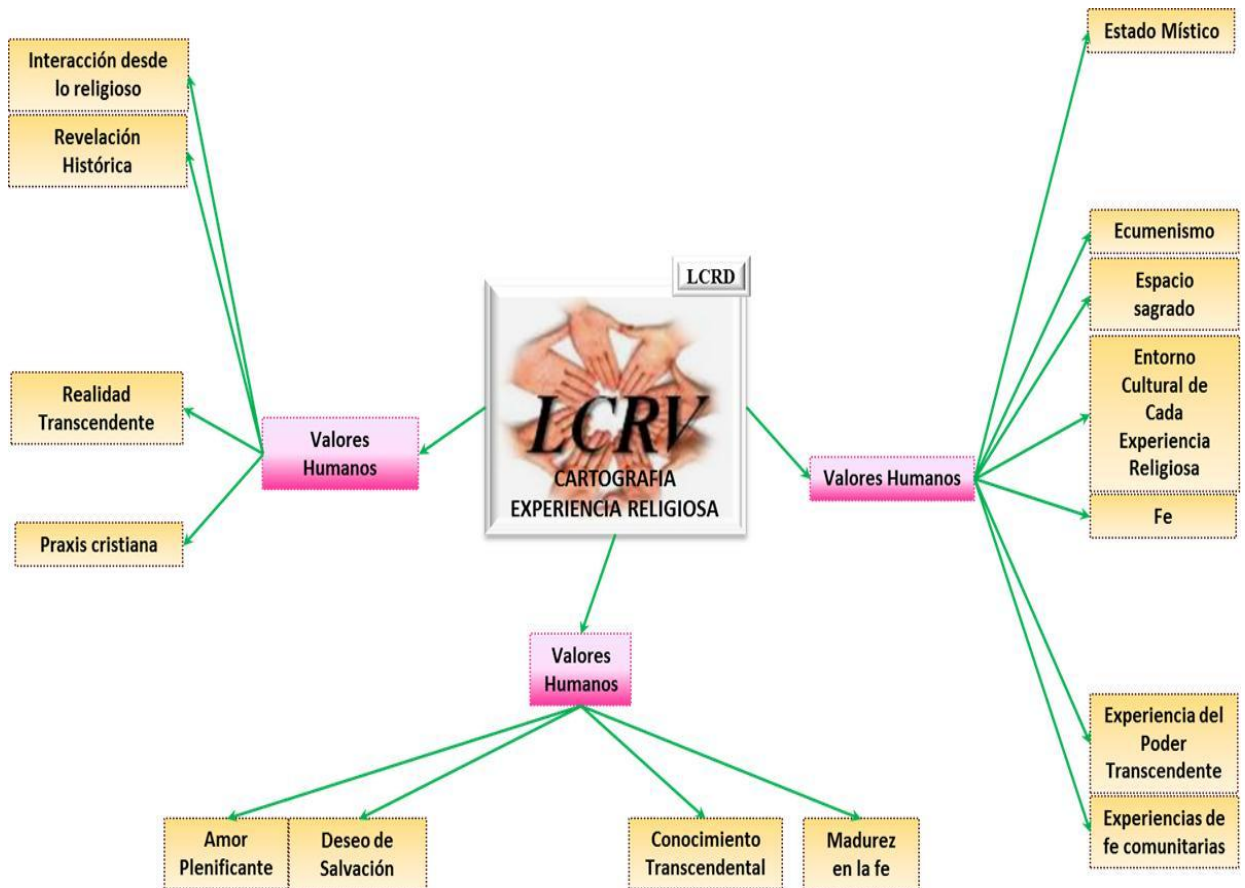 Interacción desde
lo religioso
Revelación
Histórica
Realidad
Transcendente
Praxis cristiana
Valores
Humanos
LCRD
LCRV
CARTOGRAFIA
EXPERIENCIA RELIGIOSA
Valores Humanos
Estado Místico
Ecumenismo
Espacio
sagrado
Entorno
Cultural de
Cada
Experiencia
Religiosa
Fe
Experiencia del
Poder
Transcendente
Experiencias de
fe comunitarias
Valores
Humanos
Amor
Plenificante
Deseo de
Salvación
Conocimiento
Transcendental
Madurez
en la fe